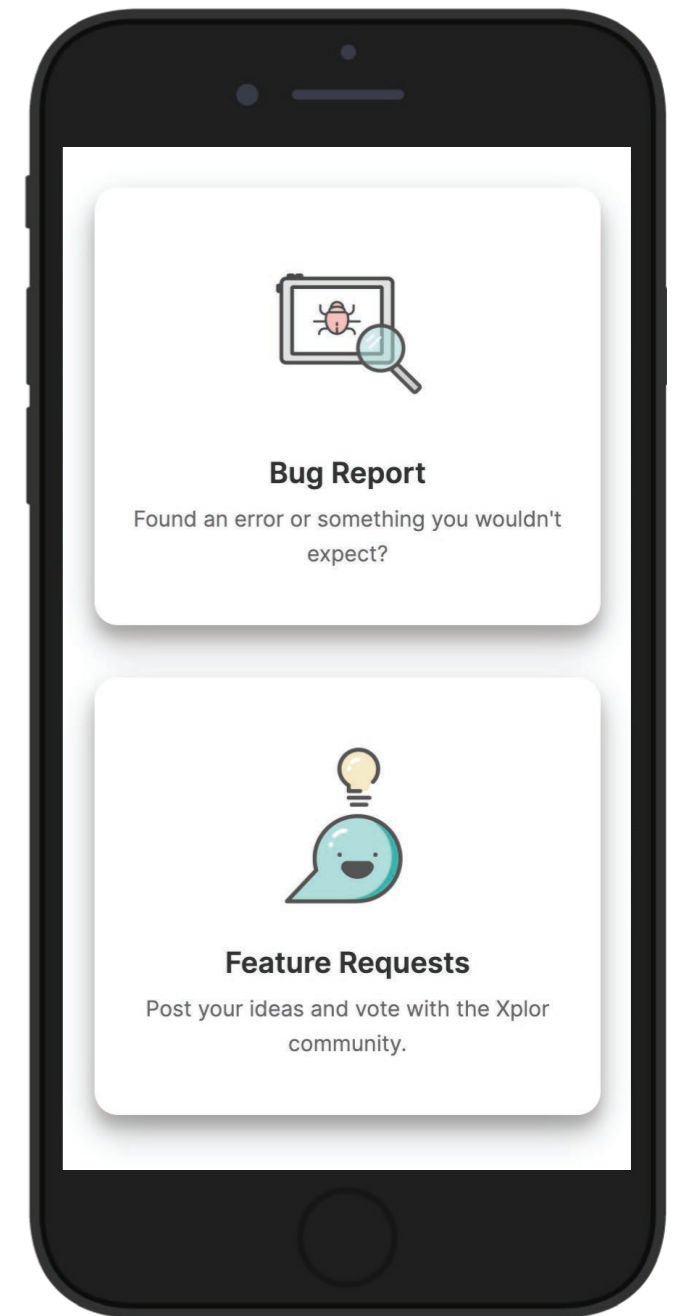 Bug Report
Found an error or something you wouldn't
expect?
Feature Requests
Post your ideas and vote with the Xplor
community.